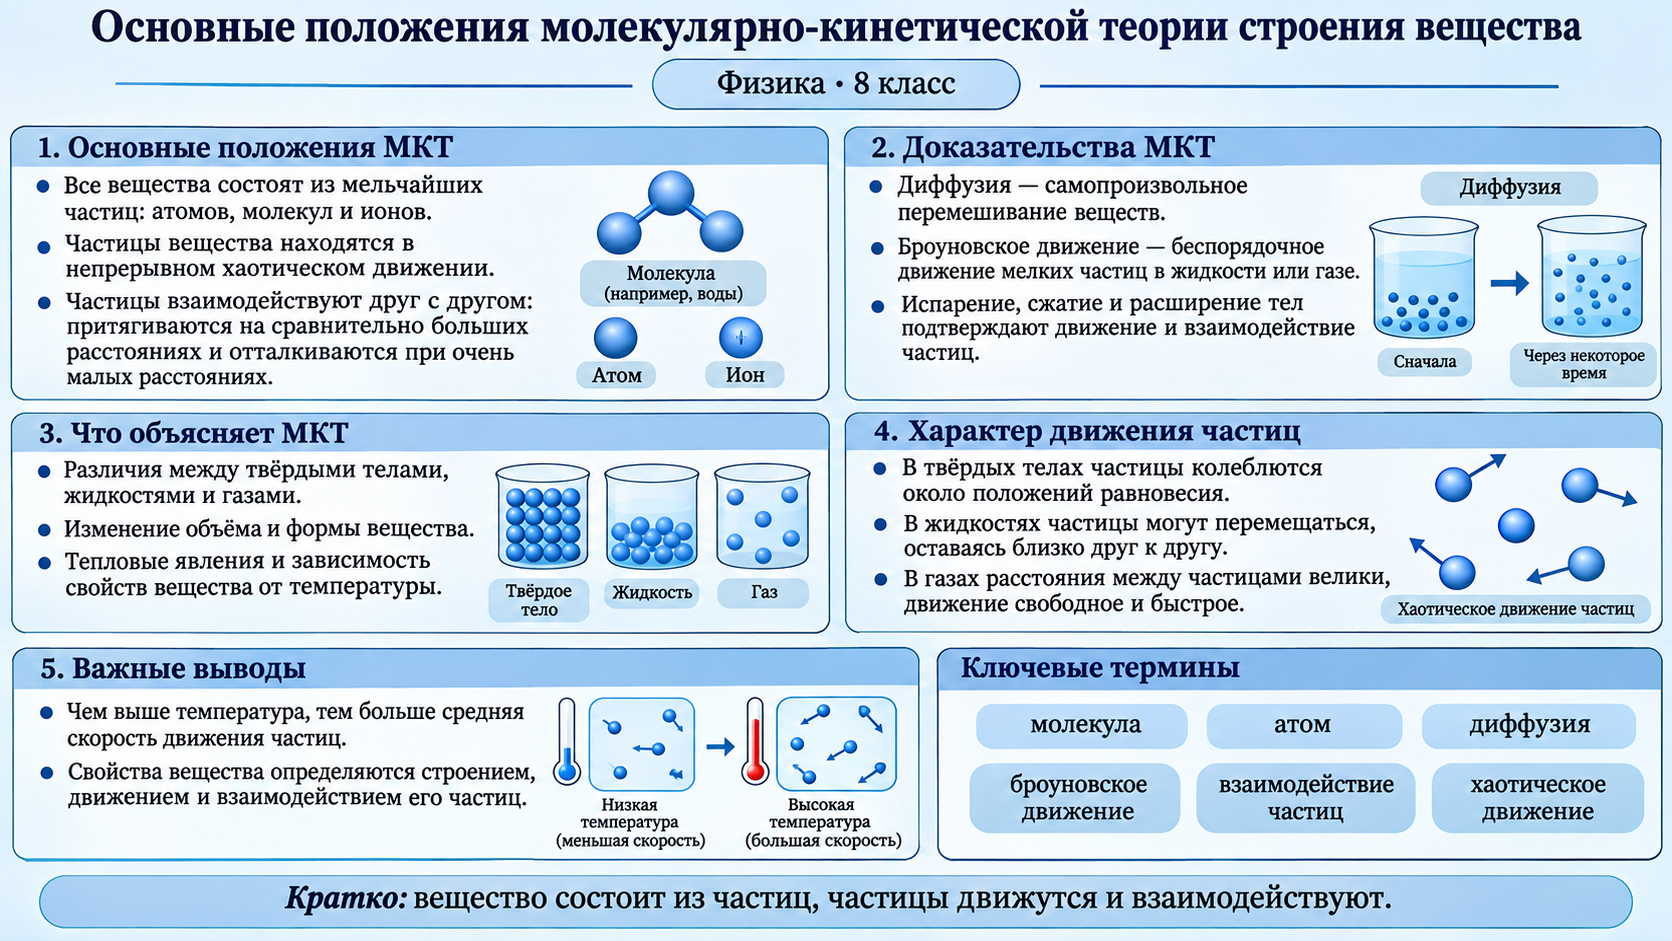 Основные положения молекулярно-кинетической теории строения вещества
Физика • 8 класс
1. Основные положения МКТ
• Все вещества состоят из мельчайших
частиц: атомов, молекул и ионов.
• Частицы вещества находятся в
непрерывном хаотическом движении.
• Частицы взаимодействуют друг с другом:
притягиваются на сравнительно больших
расстояниях и отталкиваются при очень
малых расстояниях.
Молекула
(например, воды)
Атом
+
Ион
2. Доказательства МКТ
• Диффузия — самопроизвольное
перемешивание веществ.
• Броуновское движение — беспорядочное
движение мелких частиц в жидкости или газе.
• Испарение, сжатие и расширение тел
подтверждают движение и взаимодействие
частиц.
Диффузия
Сначала
Через некоторое
время
3. Что объясняет МКТ
• Различия между твёрдыми телами,
жидкостями и газами.
• Изменение объёма и формы вещества.
• Тепловые явления и зависимость
свойств вещества от температуры.
Твёрдое
тело
Жидкость
Газ
4. Характер движения частиц
• В твёрдых телах частицы колеблются
около положений равновесия.
• В жидкостях частицы могут перемещаться,
оставаясь близко друг к другу.
• В газах расстояния между частицами велики,
движение свободное и быстрое.
Хаотическое движение частиц
5. Важные выводы
• Чем выше температура, тем больше средняя
скорость движения частиц.
• Свойства вещества определяются строением,
движением и взаимодействием его частиц.
Низкая
температура
(меньшая скорость)
Высокая
температура
(большая скорость)
Ключевые термины
молекула
атом
диффузия
броуновское
движение
взаимодействие
частиц
хаотическое
движение
Кратко: вещество состоит из частиц, частицы движутся и взаимодействуют.